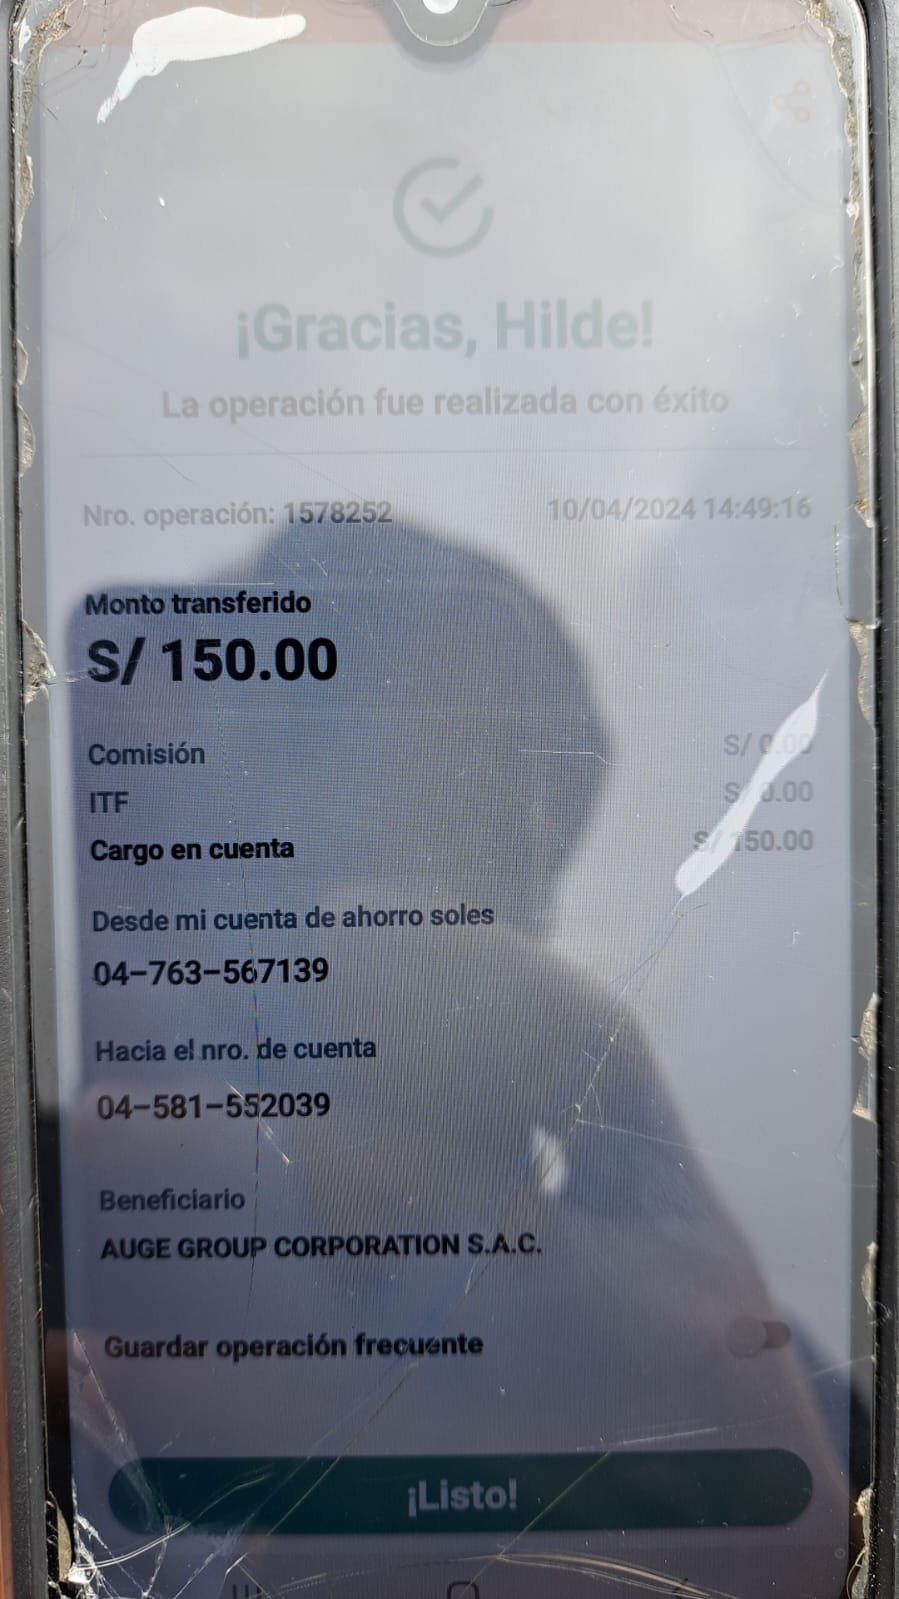 ¡Gracias, Hilde!
La operación fue realizada con éxito
Nro. operación: 1578252 10/04/2024 14:49:16
Monto transferido
S/ 150.00
Comisión S/ 0.00
ITF S/ 0.00
Cargo en cuenta S/ 150.00
Desde mi cuenta de ahorro soles
04-763-567139
Hacia el nro. de cuenta
04-581-552039
Beneficiario
AUGE GROUP CORPORATION S.A.C.
Guardar operación frecuente
¡Listo!